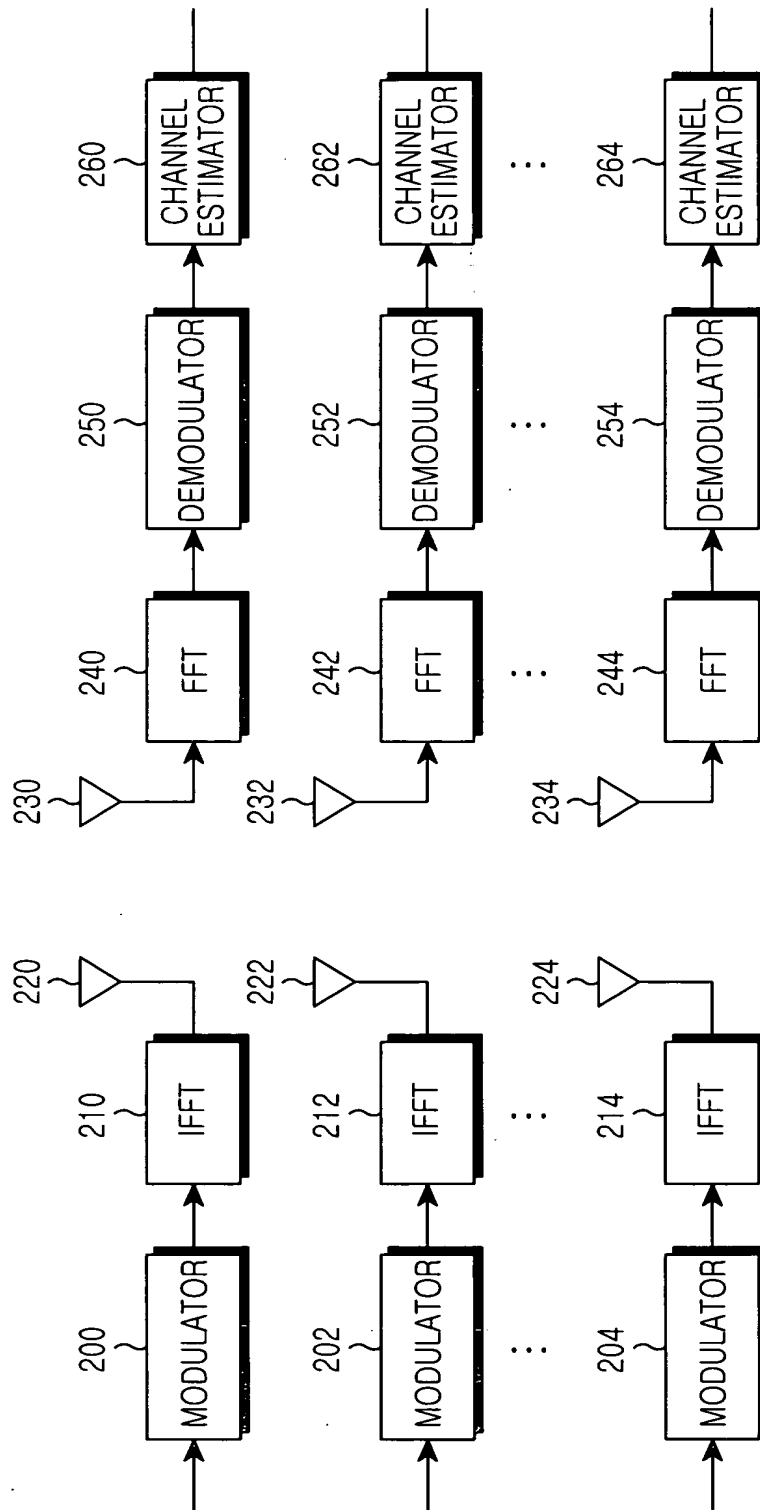 200
MODULATOR
210
IFFT
220
230
240
FFT
250
DEMODULATOR
260
CHANNEL
ESTIMATOR
202
MODULATOR
212
IFFT
222
232
242
FFT
252
DEMODULATOR
262
CHANNEL
ESTIMATOR
...
...
...
...
...
204
MODULATOR
214
IFFT
224
234
244
FFT
254
DEMODULATOR
264
CHANNEL
ESTIMATOR